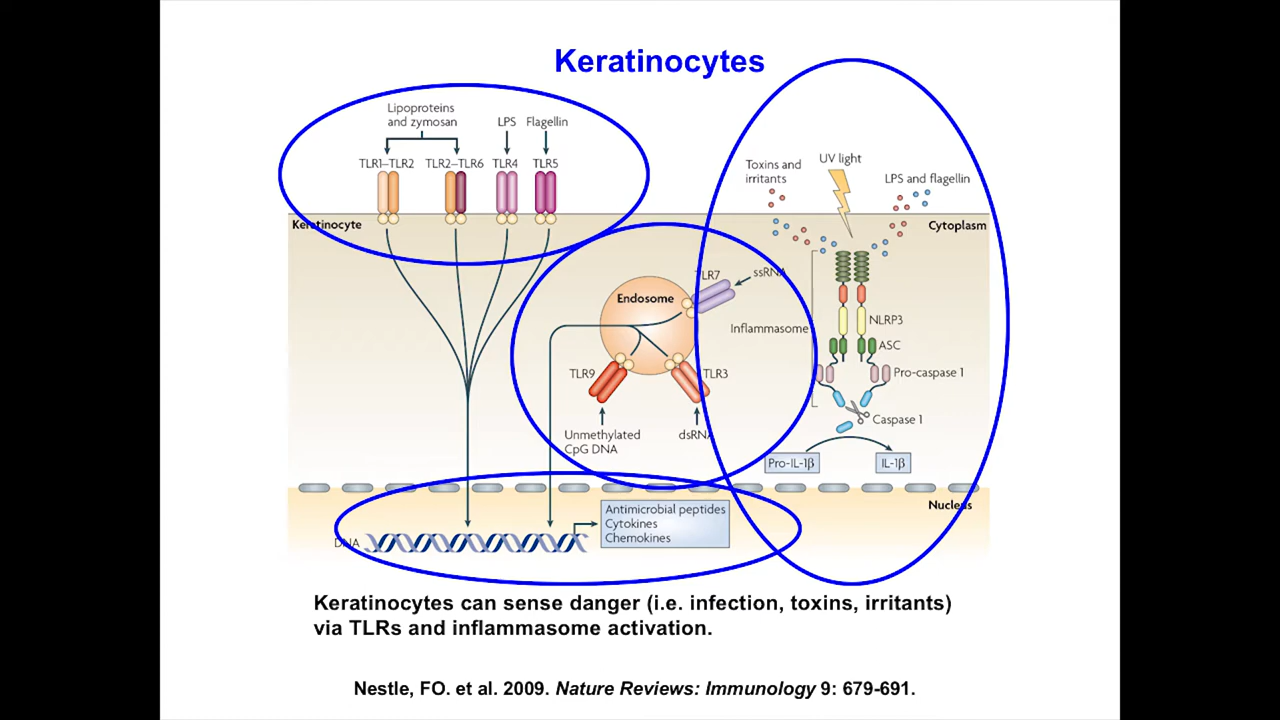 Keratinocytes
Lipoproteins
and zymosan
LPS
Flagellin
TLR1–TLR2
TLR2–TLR6
TLR4
TLR5
Toxins and
irritants
UV light
LPS and flagellin
Keratinocyte
Cytoplasm
Endosome
TLR7
ssRNA
Inflammasome
NLRP3
ASC
Pro-caspase 1
Caspase 1
TLR9
TLR3
Unmethylated
CpG DNA
dsRNA
Pro-IL-1β
IL-1β
Nucleus
DNA
Antimicrobial peptides
Cytokines
Chemokines
Keratinocytes can sense danger (i.e. infection, toxins, irritants)
via TLRs and inflammasome activation.
Nestle, FO. et al. 2009. Nature Reviews: Immunology 9: 679-691.